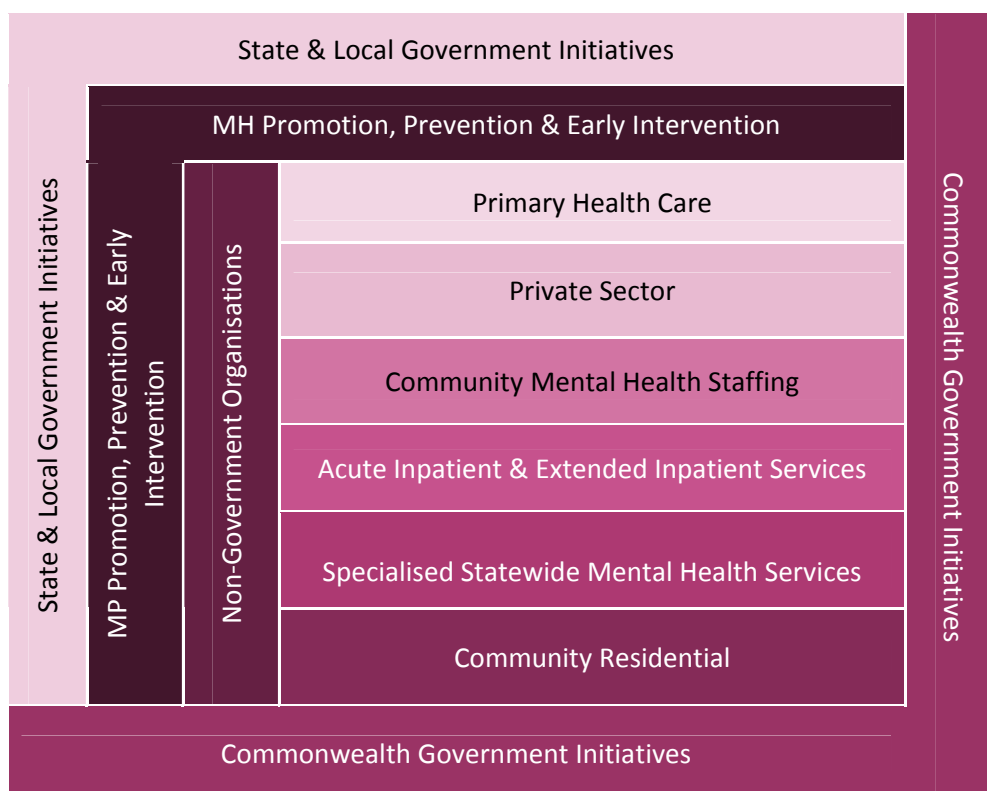 State & Local Government Initiatives
MH Promotion, Prevention & Early Intervention
State & Local Government Initiatives
MP Promotion, Prevention & Early
Intervention
Non-Government Organisations
Primary Health Care
Private Sector
Community Mental Health Staffing
Acute Inpatient & Extended Inpatient Services
Specialised Statewide Mental Health Services
Community Residential
Commonwealth Government Initiatives
Commonwealth Government Initiatives